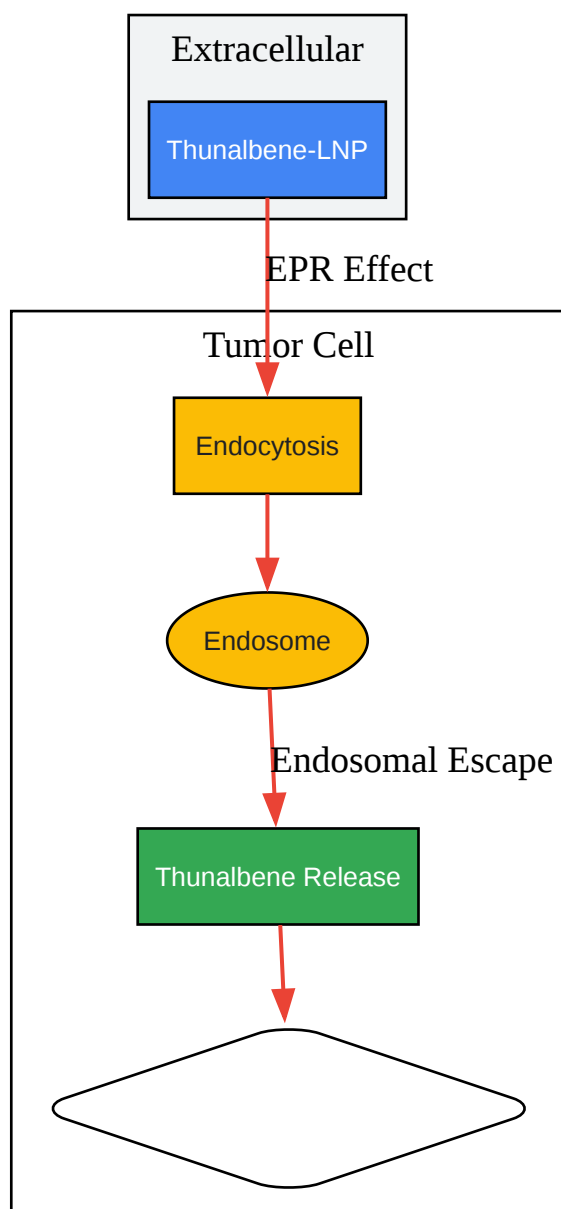 Extracellular
Thunalbene-LNP
EPR Effect
Tumor Cell
Endocytosis
Endosome
Endosomal Escape
Thunalbene Release